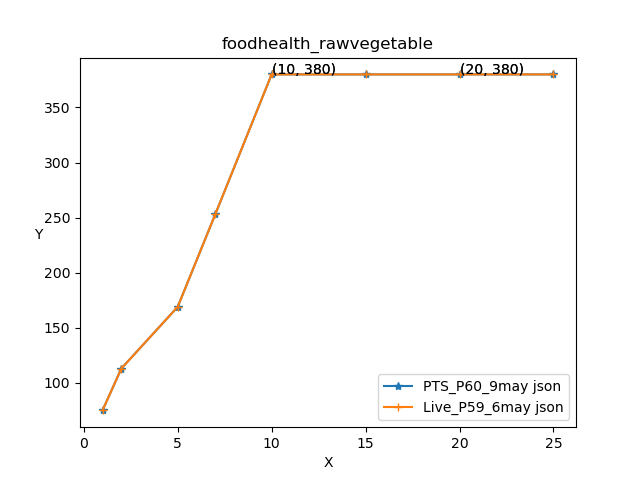 foodhealth_rawvegetable
(10, 380)
(20, 380)
350
300
250
200
150
100
Y
0
5
10
15
20
25
X
PTS_P60_9may json
Live_P59_6may json